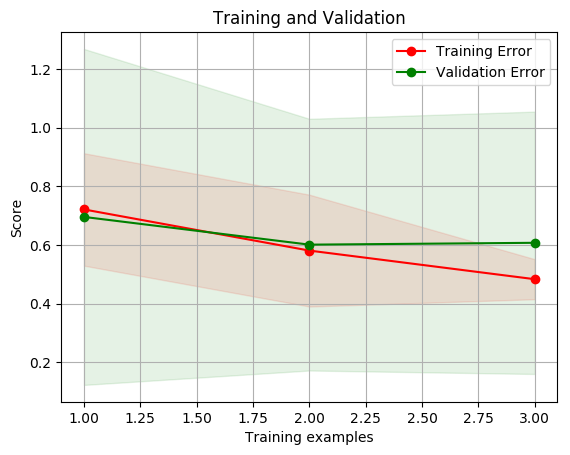 Training and Validation
Training Error
Validation Error
Score
1.2
1.0
0.8
0.6
0.4
0.2
1.00 1.25 1.50 1.75 2.00 2.25 2.50 2.75 3.00
Training examples